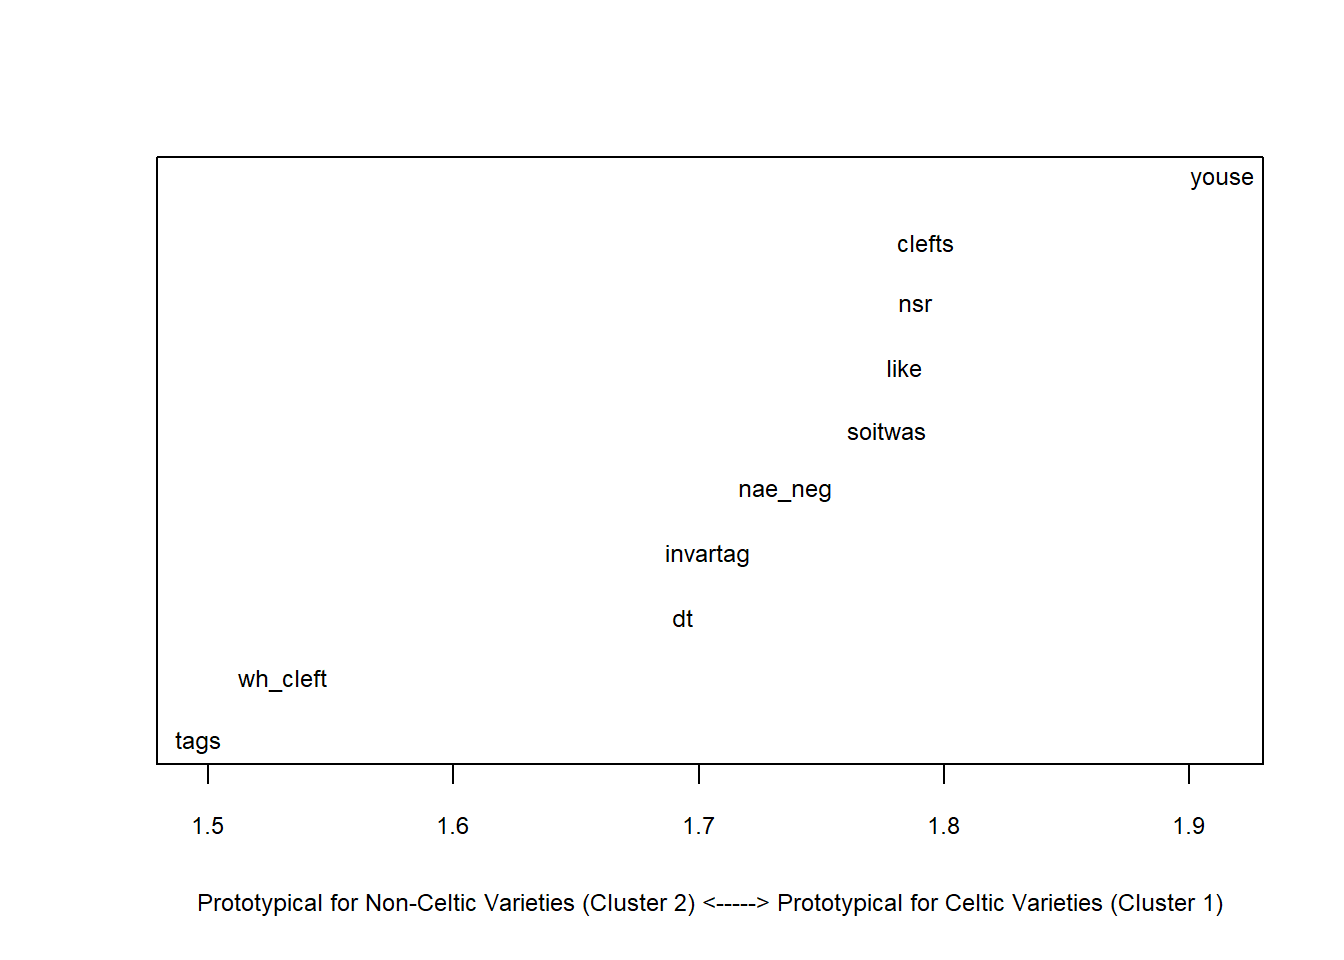 youse
clefts
nsr
like
soitwas
nae_neg
invartag
dt
wh_cleft
tags
1.5 1.6 1.7 1.8 1.9
Prototypical for Non-Celtic Varieties (Cluster 2) <-----> Prototypical for Celtic Varieties (Cluster 1)